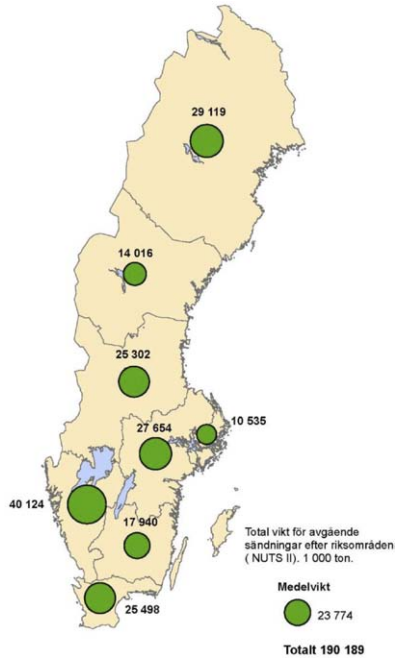 29 119
14 016
25 302
10 535
27 654
40 124
17 940
Total vikt för avgående
sändningar efter riksområden
( NUTS II). 1 000 ton.
25 498
Medelvikt
23 774
Totalt 190 189